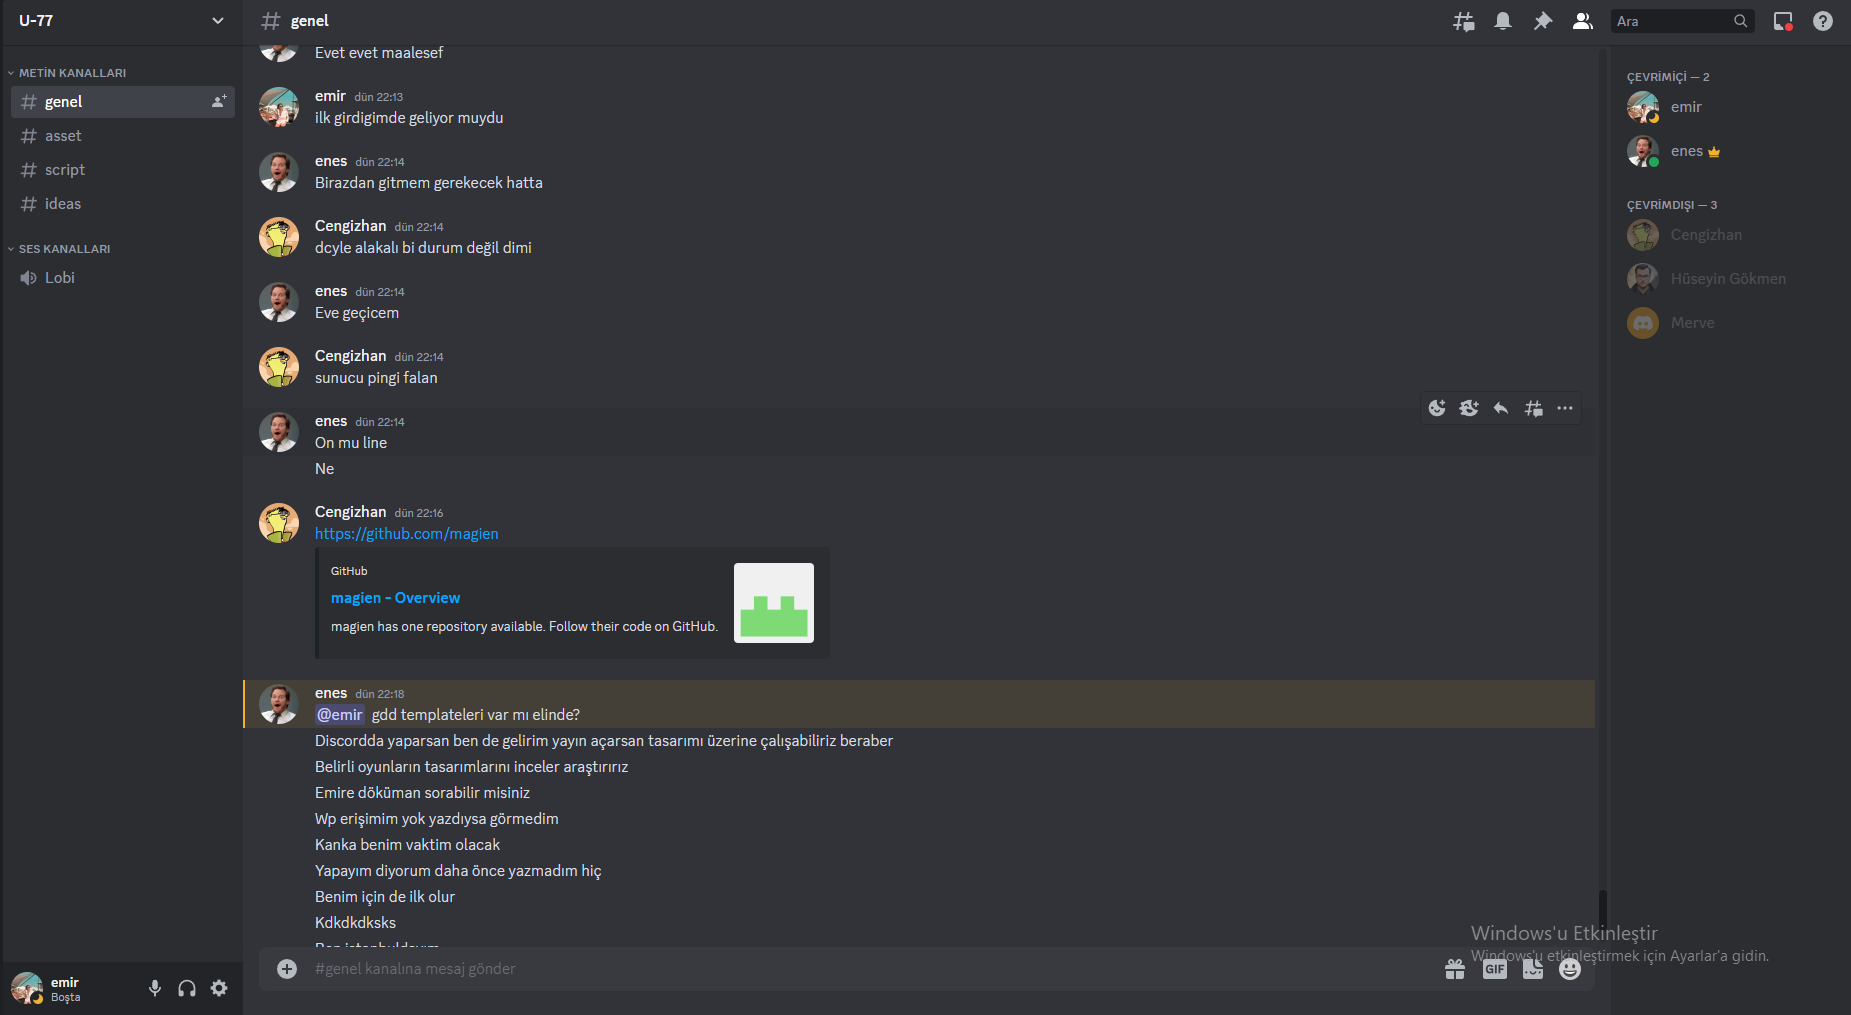 U-77
METİN KANALLARI
genel
asset
script
ideas
SES KANALLARI
Lobi
emir
Boşta
genel
Ara
Evet evet maalesef
emir dün 22:13
ilk girdigimde geliyor muydu
enes dün 22:14
Birazdan gitmem gerekecek hatta
Cengizhan dün 22:14
dcyle alakalı bi durum değil dimi
enes dün 22:14
Eve geçicem
Cengizhan dün 22:14
sunucu pingi falan
enes dün 22:14
On mu line
Ne
Cengizhan dün 22:16
https://github.com/magien
GitHub
magien - Overview
magien has one repository available. Follow their code on GitHub.
enes dün 22:18
@emir gdd templateleri var mı elinde?
Discordda yaparsan ben de gelirim yayın açarsan tasarımı üzerine çalışabiliriz beraber
Belirli oyunların tasarımlarını inceler araştırırız
Emire döküman sorabilir misiniz
Wp erişimim yok yazdıysa görmedim
Kanka benim vaktim olacak
Yapayım diyorum daha önce yazmadım hiç
Benim için de ilk olur
Kdkdkdksks
Ben istanbuldayım
#genel kanalına mesaj gönder
GIF
ÇEVRİMİÇİ — 2
emir
enes
ÇEVRİMDIŞI — 3
Cengizhan
Hüseyin Gökmen
Merve
Windows'u Etkinleştir
Windows'u etkinleştirmek için Ayarlar'a gidin.